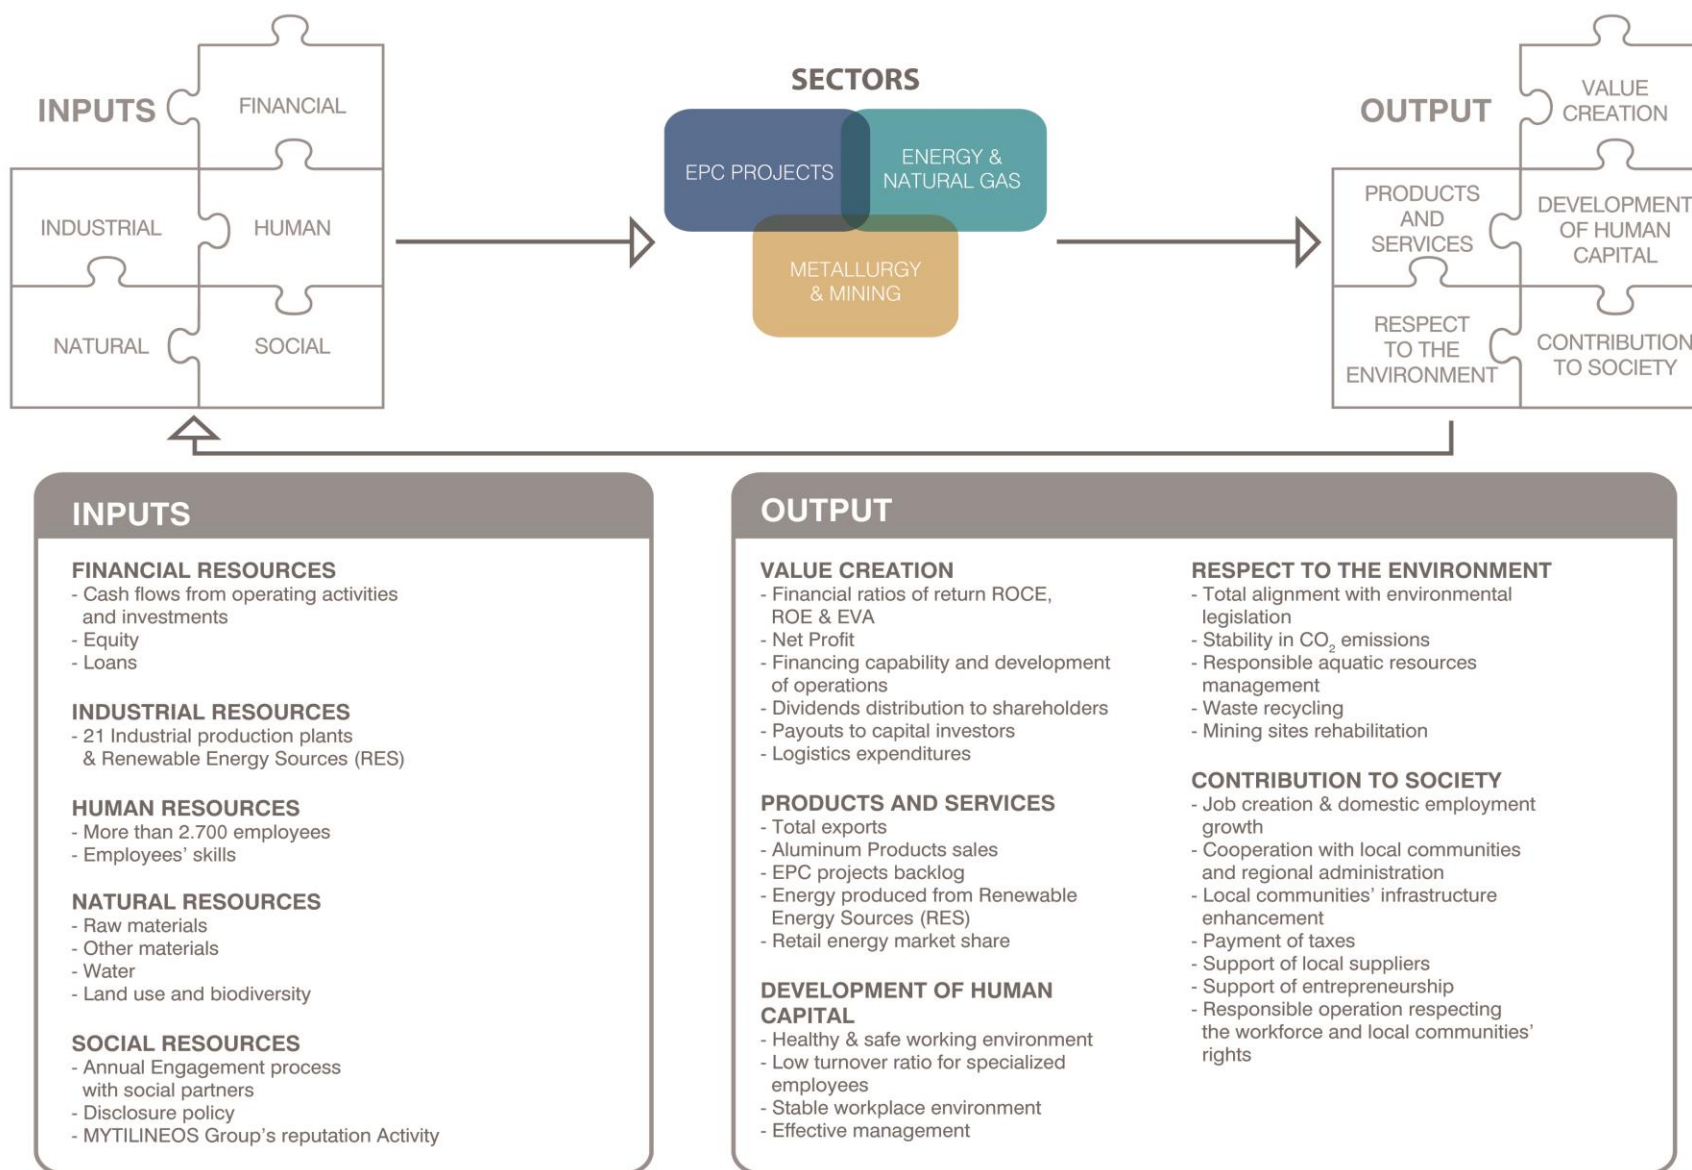 INPUTS
FINANCIAL
INDUSTRIAL
HUMAN
NATURAL
SOCIAL
SECTORS
EPC PROJECTS
ENERGY &
NATURAL GAS
METALLURGY
& MINING
OUTPUT
VALUE
CREATION
PRODUCTS
AND
SERVICES
DEVELOPMENT
OF HUMAN
CAPITAL
RESPECT
TO THE
ENVIRONMENT
CONTRIBUTION
TO SOCIETY
INPUTS
FINANCIAL RESOURCES
- Cash flows from operating activities
and investments
- Equity
- Loans
INDUSTRIAL RESOURCES
- 21 Industrial production plants
& Renewable Energy Sources (RES)
HUMAN RESOURCES
- More than 2.700 employees
- Employees' skills
NATURAL RESOURCES
- Raw materials
- Other materials
- Water
- Land use and biodiversity
SOCIAL RESOURCES
- Annual Engagement process
with social partners
- Disclosure policy
- MYTILINEOS Group's reputation Activity
OUTPUT
VALUE CREATION
- Financial ratios of return ROCE,
ROE & EVA
- Net Profit
- Financing capability and development
of operations
- Dividends distribution to shareholders
- Payouts to capital investors
- Logistics expenditures
PRODUCTS AND SERVICES
- Total exports
- Aluminum Products sales
- EPC projects backlog
- Energy produced from Renewable
Energy Sources (RES)
- Retail energy market share
DEVELOPMENT OF HUMAN
CAPITAL
- Healthy & safe working environment
- Low turnover ratio for specialized
employees
- Stable workplace environment
- Effective management
RESPECT TO THE ENVIRONMENT
- Total alignment with environmental
legislation
- Stability in CO₂ emissions
- Responsible aquatic resources
management
- Waste recycling
- Mining sites rehabilitation
CONTRIBUTION TO SOCIETY
- Job creation & domestic employment
growth
- Cooperation with local communities
and regional administration
- Local communities' infrastructure
enhancement
- Payment of taxes
- Support of local suppliers
- Support of entrepreneurship
- Responsible operation respecting
the workforce and local communities'
rights